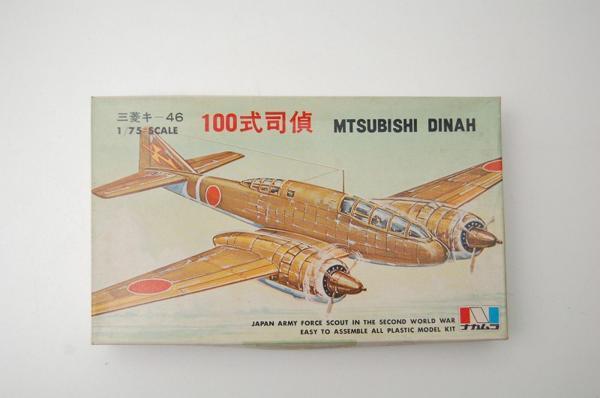 三菱キ-46
1/75 SCALE
100式司偵
MTSUBISHI DINAH
JAPAN ARMY FORCE SCOUT IN THE SECOND WORLD WAR
EASY TO ASSEMBLE ALL PLASTIC MODEL KIT
ナカムラ